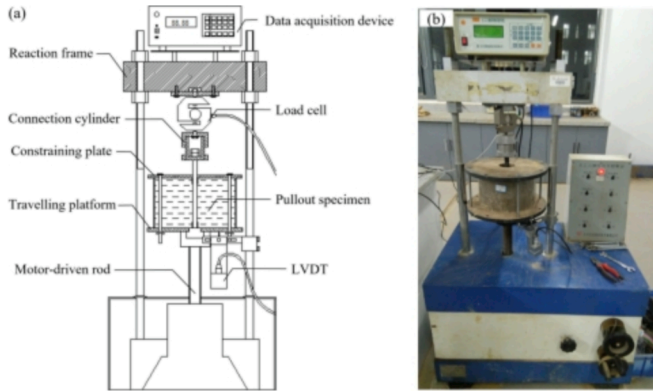 (a)
Data acquisition device
Reaction frame
Load cell
Connection cylinder
Constraining plate
Travelling platform
Pullout specimen
Motor-driven rod
LVDT
(b)